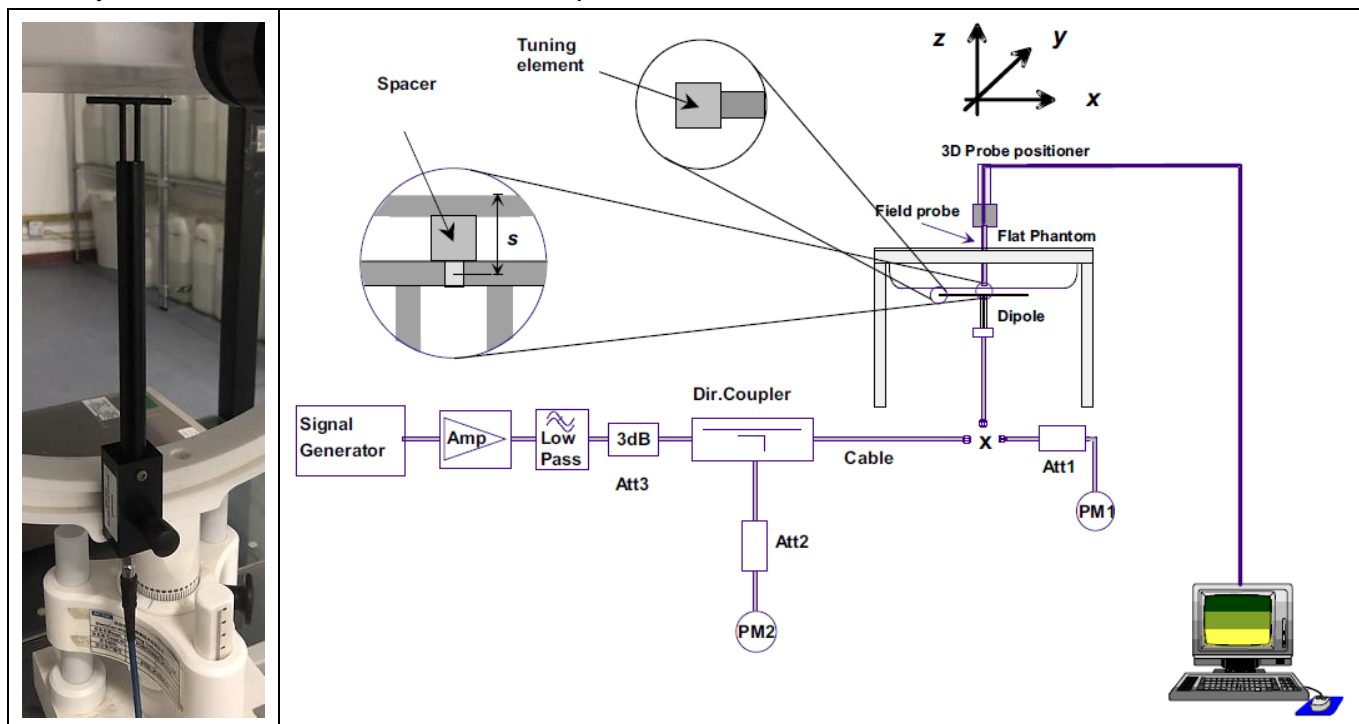 Tuning
element
Spacer
s
z
y
x
3D Probe positioner
Field probe
Flat Phantom
Dipole
Signal
Generator
Amp
Low
Pass
3dB
Att3
Dir.Coupler
Cable
x
Att1
PM1
Att2
PM2